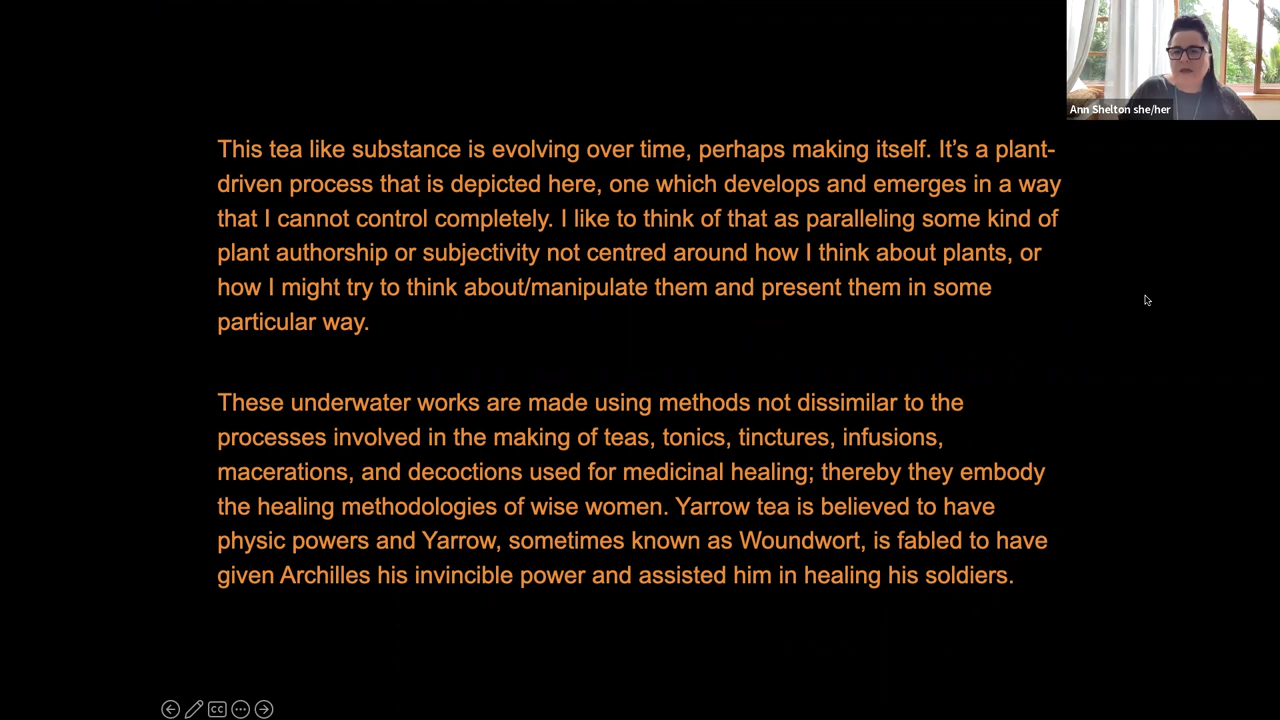 Ann Shelton she/her
This tea like substance is evolving over time, perhaps making itself. It’s a plant-
driven process that is depicted here, one which develops and emerges in a way
that I cannot control completely. I like to think of that as paralleling some kind of
plant authorship or subjectivity not centred around how I think about plants, or
how I might try to think about/manipulate them and present them in some
particular way.
These underwater works are made using methods not dissimilar to the
processes involved in the making of teas, tonics, tinctures, infusions,
macerations, and decoctions used for medicinal healing; thereby they embody
the healing methodologies of wise women. Yarrow tea is believed to have
physic powers and Yarrow, sometimes known as Woundwort, is fabled to have
given Archilles his invincible power and assisted him in healing his soldiers.
CC